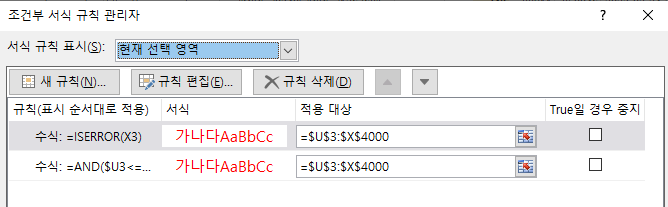 조건부 서식 규칙 관리자 ? ×
서식 규칙 표시(S): 현재 선택 영역
새 규칙(N)... 규칙 편집(E)... 규칙 삭제(D)
규칙(표시 순서대로 적용) 서식 적용 대상 True일 경우 중지
수식: =ISERROR(X3) 가나다AaBbCc =$U$3:$X$4000
수식: =AND($U3<=... 가나다AaBbCc =$U$3:$X$4000